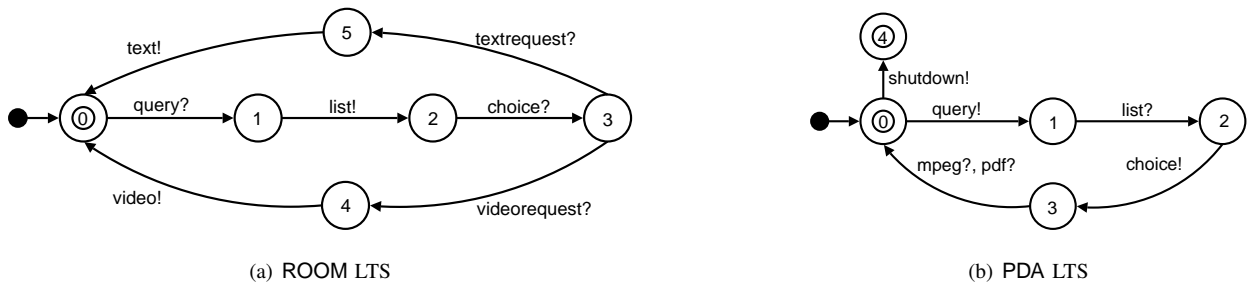 5
text!
textrequest?
0
query?
1
list!
2
choice?
3
video!
4
videorequest?
(a) ROOM LTS
4
shutdown!
0
query!
1
list?
2
mpeg?, pdf?
choice!
3
(b) PDA LTS